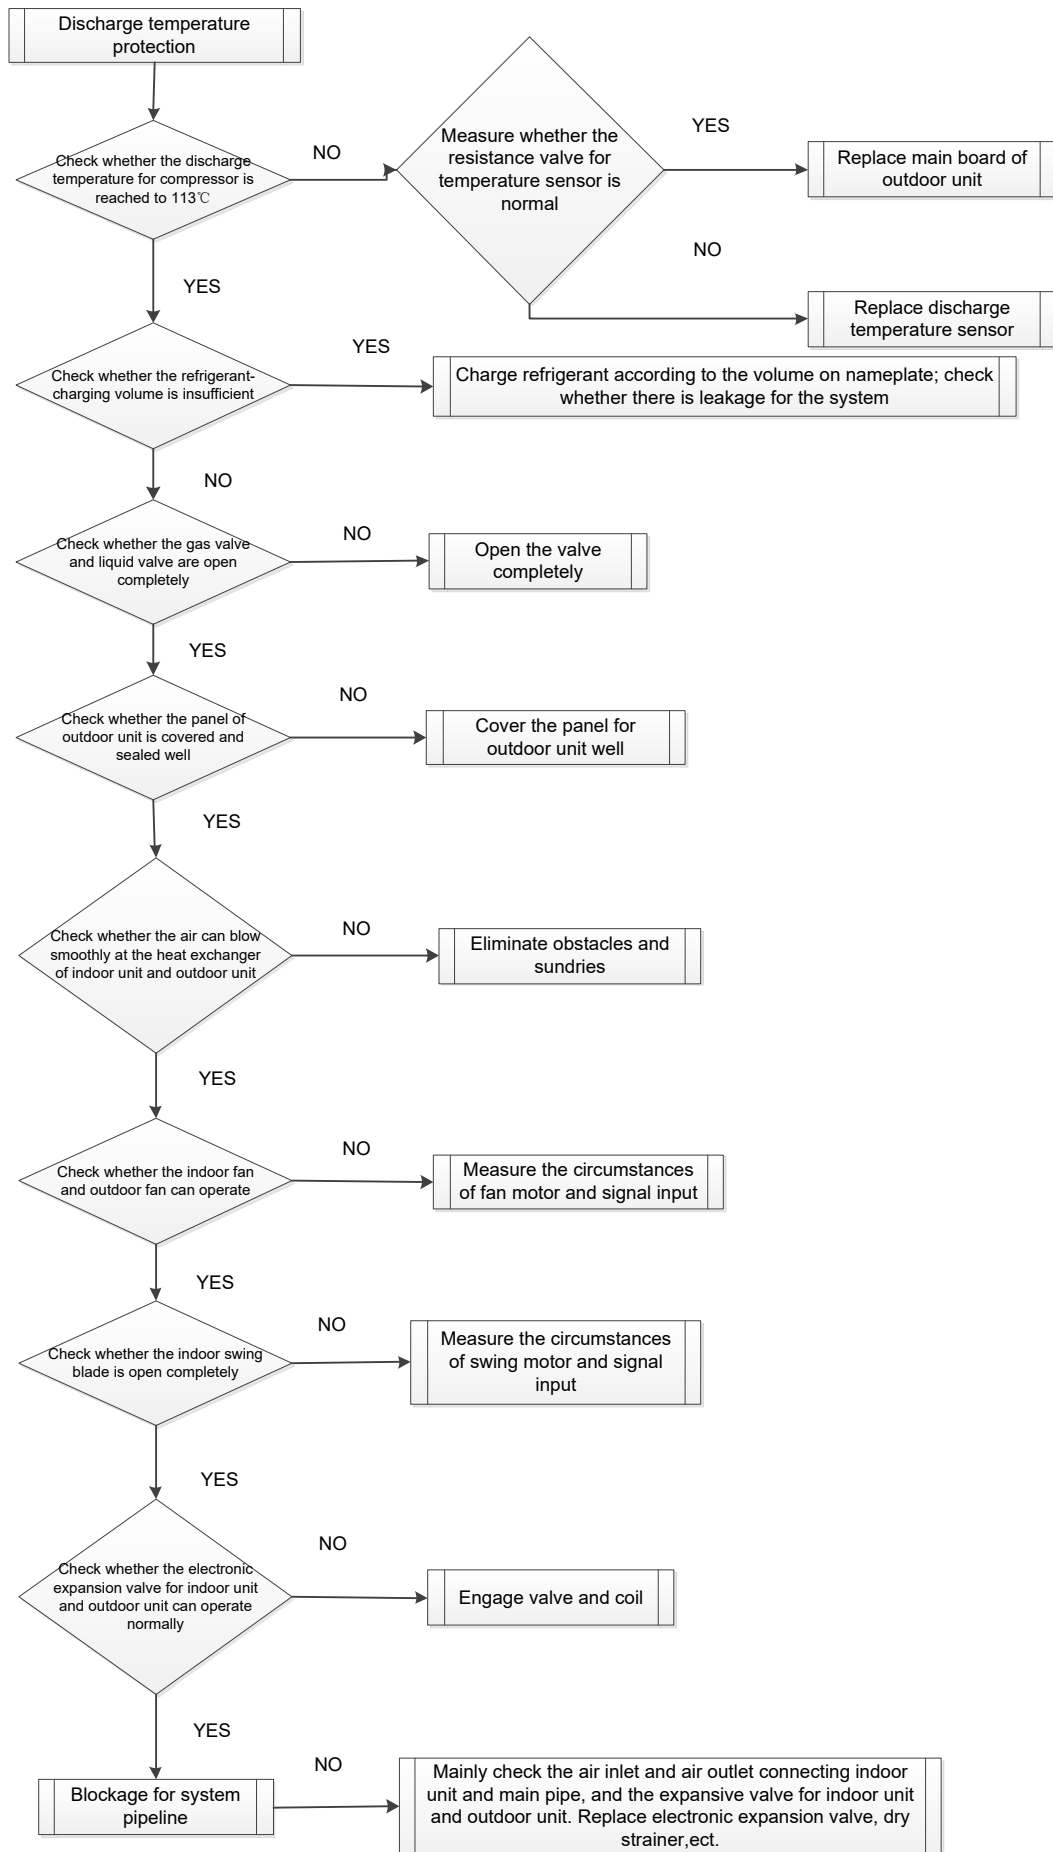 Discharge temperature
protection
Check whether the discharge
temperature for compressor is
reached to 113℃
NO
Measure whether the
resistance valve for
temperature sensor is
normal
YES
Replace main board of
outdoor unit
NO
Replace discharge
temperature sensor
YES
Check whether the refrigerant-
charging volume is insufficient
YES
Charge refrigerant according to the volume on nameplate; check
whether there is leakage for the system
NO
Check whether the gas valve
and liquid valve are open
completely
NO
Open the valve
completely
YES
Check whether the panel of
outdoor unit is covered and
sealed well
NO
Cover the panel for
outdoor unit well
YES
Check whether the air can blow
smoothly at the heat exchanger
of indoor unit and outdoor unit
NO
Eliminate obstacles and
sundries
YES
Check whether the indoor fan
and outdoor fan can operate
NO
Measure the circumstances
of fan motor and signal input
YES
Check whether the indoor swing
blade is open completely
NO
Measure the circumstances
of swing motor and signal
input
YES
Check whether the electronic
expansion valve for indoor unit
and outdoor unit can operate
normally
NO
Engage valve and coil
YES
Blockage for system
pipeline
NO
Mainly check the air inlet and air outlet connecting indoor
unit and main pipe, and the expansive valve for indoor unit
and outdoor unit. Replace electronic expansion valve, dry
strainer,ect.